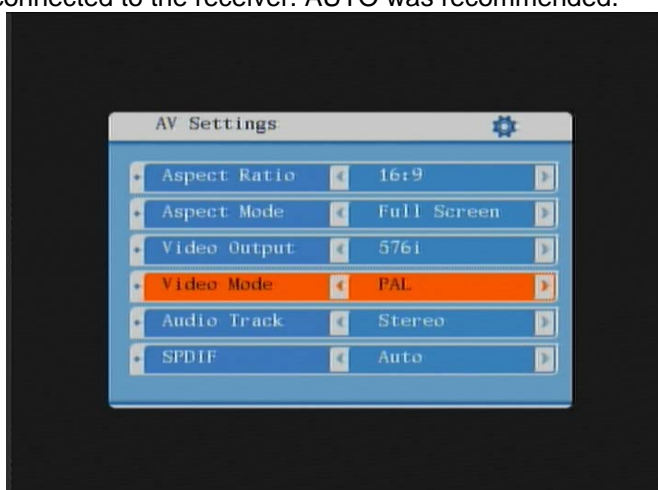 connected to the receiver. AUTO was recommended.
AV Settings
Aspect Ratio 16:9
Aspect Mode Full Screen
Video Output 576i
Video Mode PAL
Audio Track Stereo
SPDIF Auto